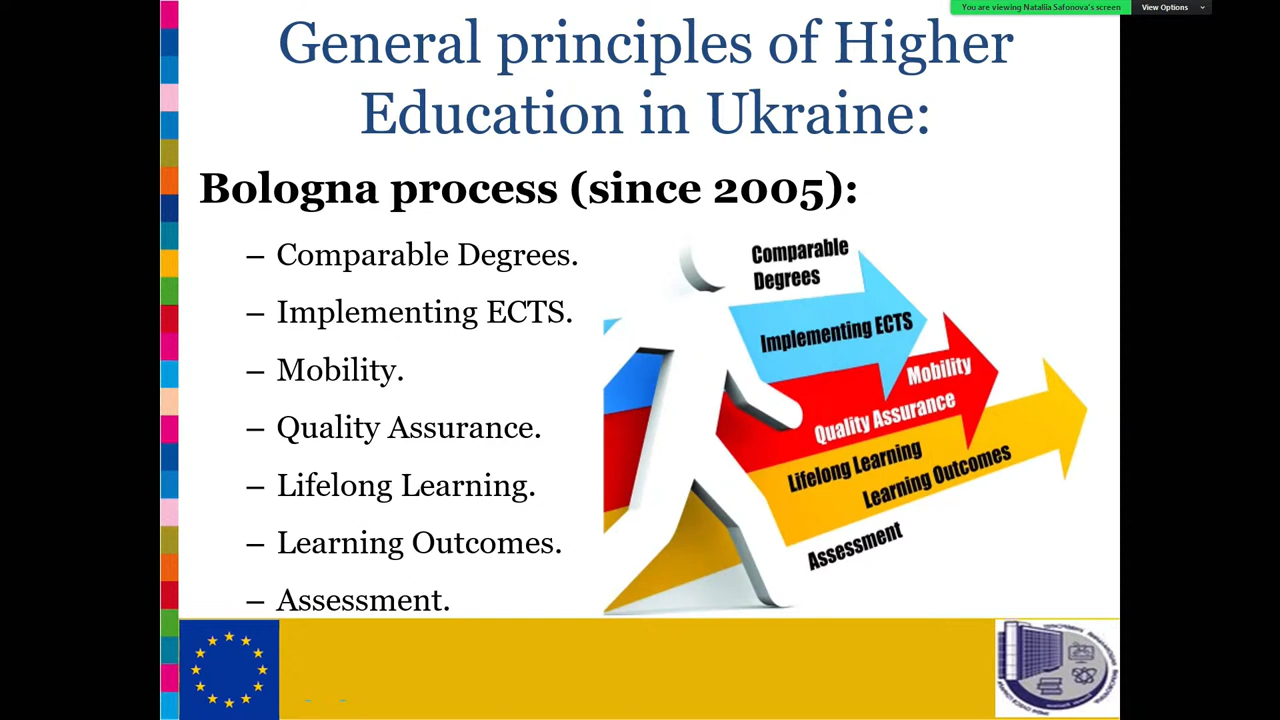 You are viewing Nataliia Safonova's screen
View Options
General principles of Higher
Education in Ukraine:
Bologna process (since 2005):
– Comparable Degrees.
– Implementing ECTS.
– Mobility.
– Quality Assurance.
– Lifelong Learning.
– Learning Outcomes.
– Assessment.
Comparable
Degrees
Implementing ECTS
Mobility
Quality Assurance
Lifelong Learning
Learning Outcomes
Assessment